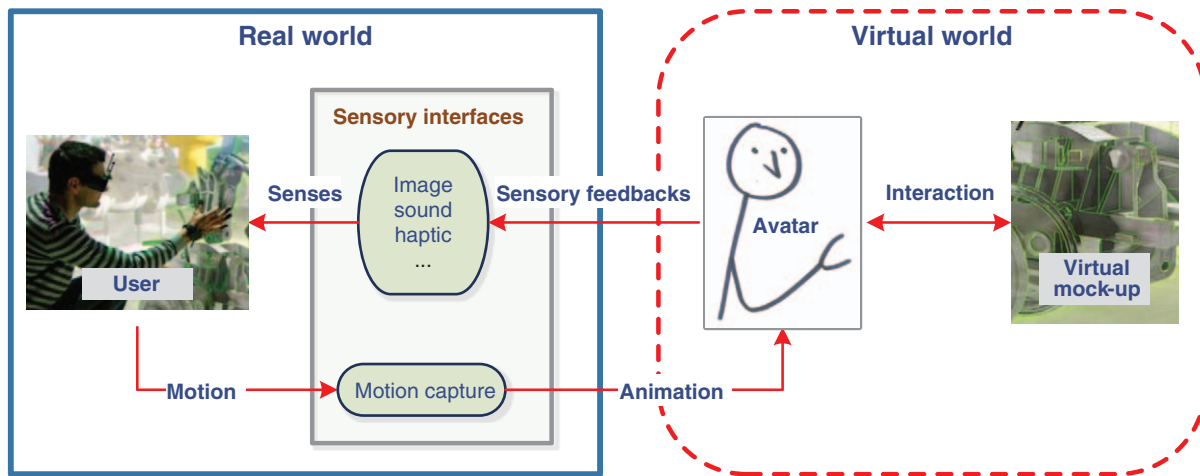 Real world
Virtual world
Sensory interfaces
Senses
Image
sound
haptic
...
Sensory feedbacks
Avatar
Interaction
User
Virtual
mock-up
Motion
Motion capture
Animation